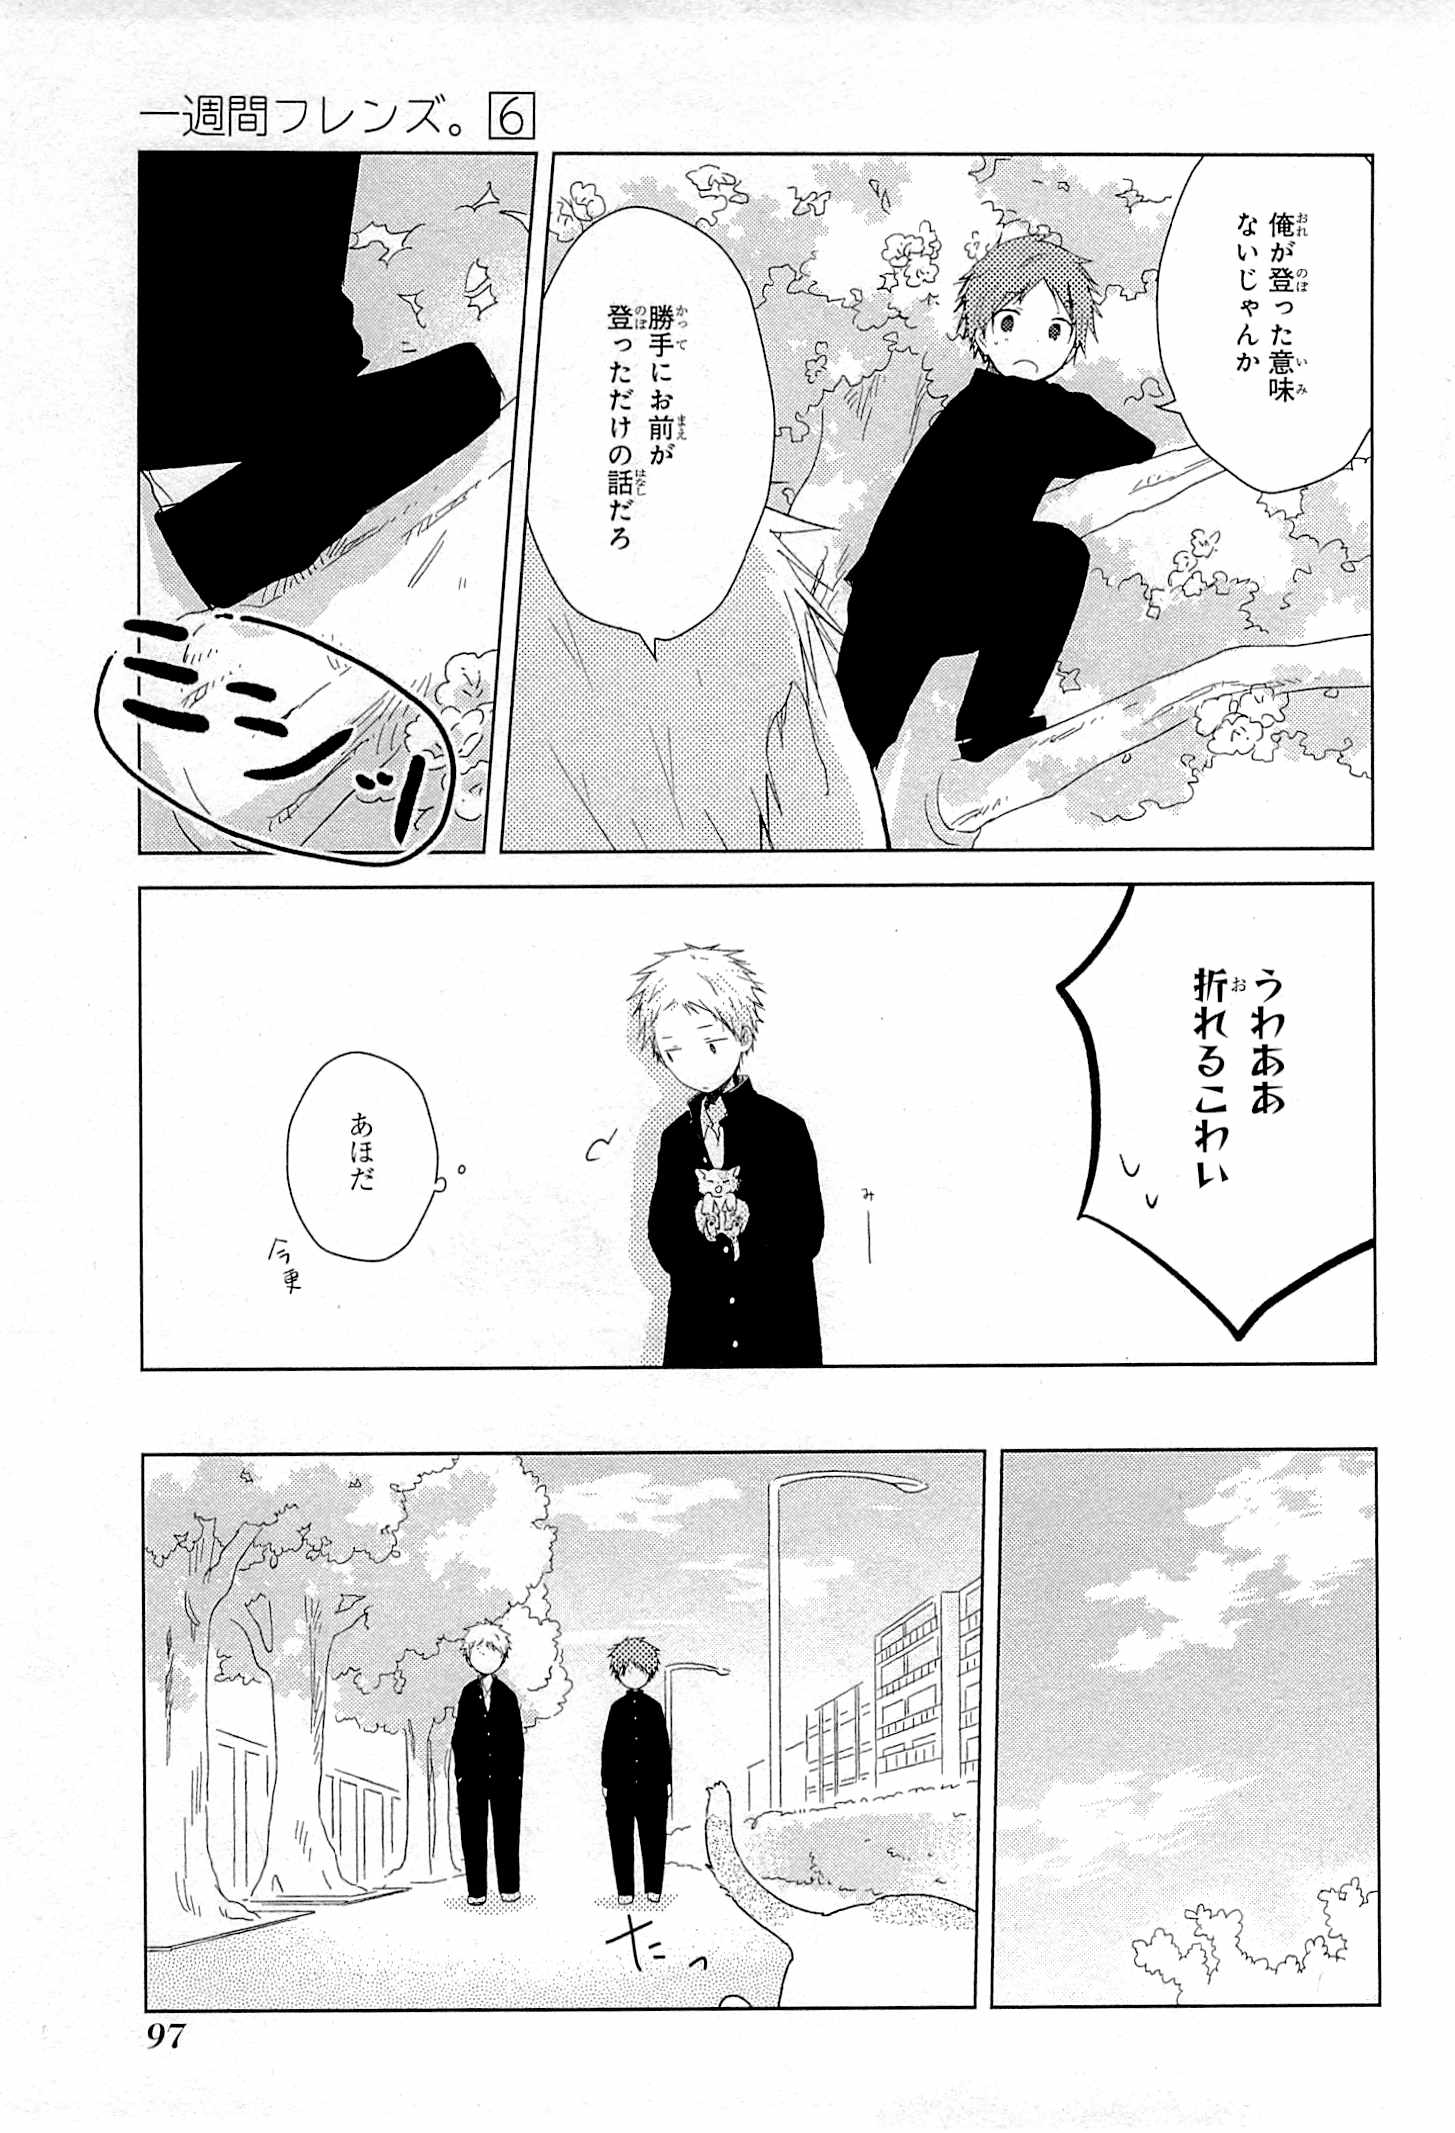 一週間フレンズ。 6
俺が登った意味
ないじゃんか
勝手にお前が
登っただけの話だろ
ミシッ
うわああ
折れるこわい
みー
あほだ
今更
たっ
97